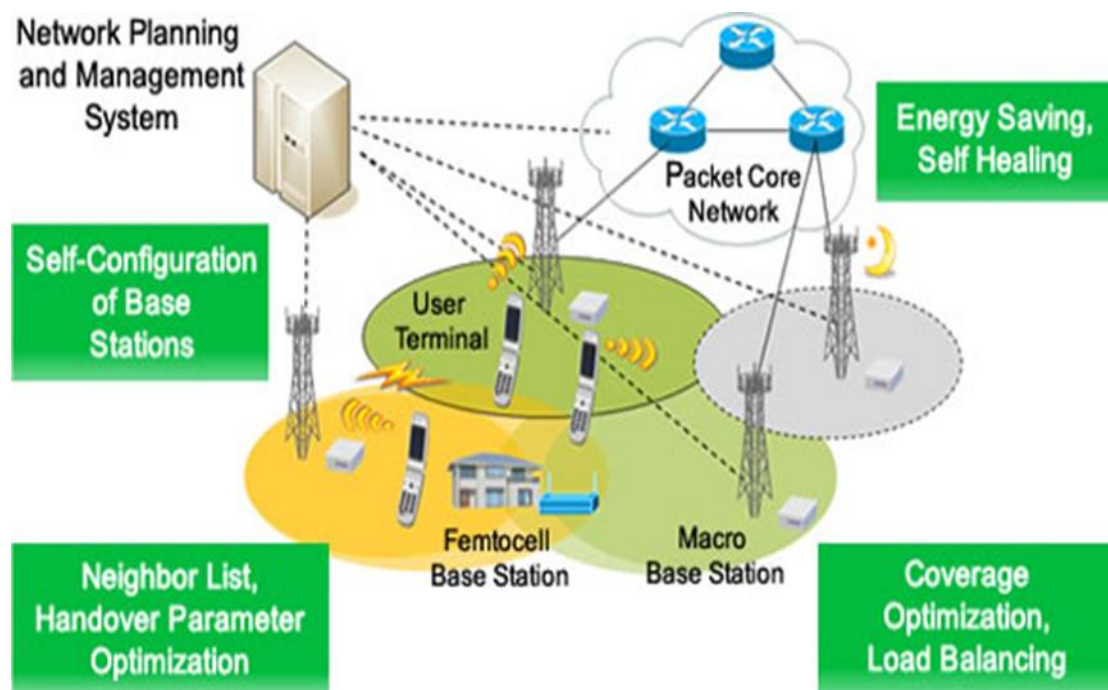 Network Planning
and Management
System
Packet Core
Network
Energy Saving,
Self Healing
Self-Configuration
of Base
Stations
User
Terminal
Femtocell
Base Station
Macro
Base Station
Neighbor List,
Handover Parameter
Optimization
Coverage
Optimization,
Load Balancing